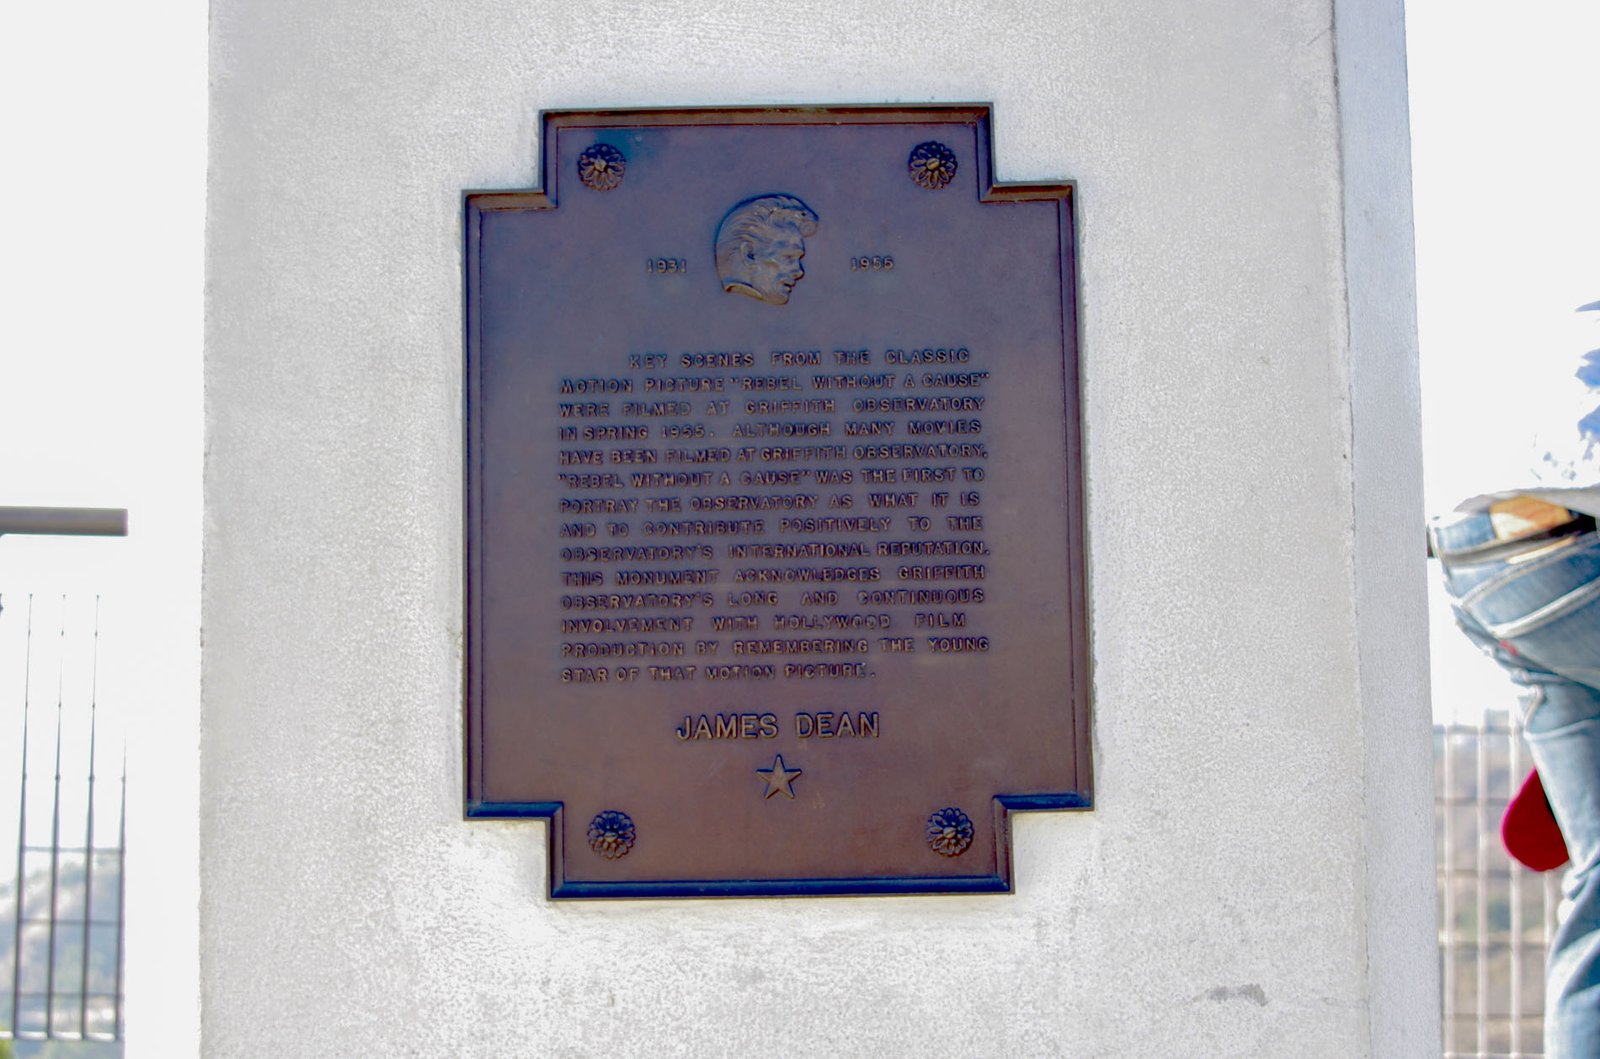 1931 1955
KEY SCENES FROM THE CLASSIC
MOTION PICTURE "REBEL WITHOUT A CAUSE"
WERE FILMED AT GRIFFITH OBSERVATORY
IN SPRING 1955. ALTHOUGH MANY MOVIES
HAVE BEEN FILMED AT GRIFFITH OBSERVATORY,
"REBEL WITHOUT A CAUSE" WAS THE FIRST TO
PORTRAY THE OBSERVATORY AS WHAT IT IS
AND TO CONTRIBUTE POSITIVELY TO THE
OBSERVATORY'S INTERNATIONAL REPUTATION.
THIS MONUMENT ACKNOWLEDGES GRIFFITH
OBSERVATORY'S LONG AND CONTINUOUS
INVOLVEMENT WITH HOLLYWOOD FILM
PRODUCTION BY REMEMBERING THE YOUNG
STAR OF THAT MOTION PICTURE.
JAMES DEAN